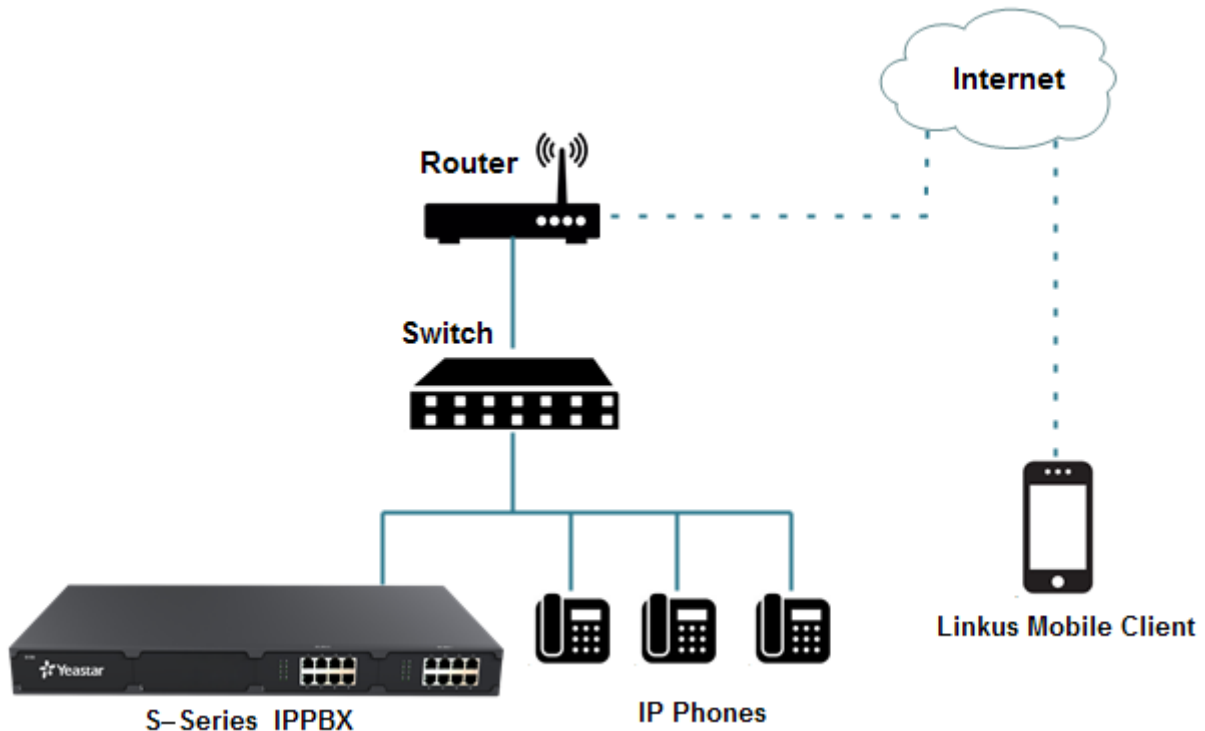 Internet
Router
Switch
Linkus Mobile Client
Yeastar
IP Phones
S–Series IPPBX